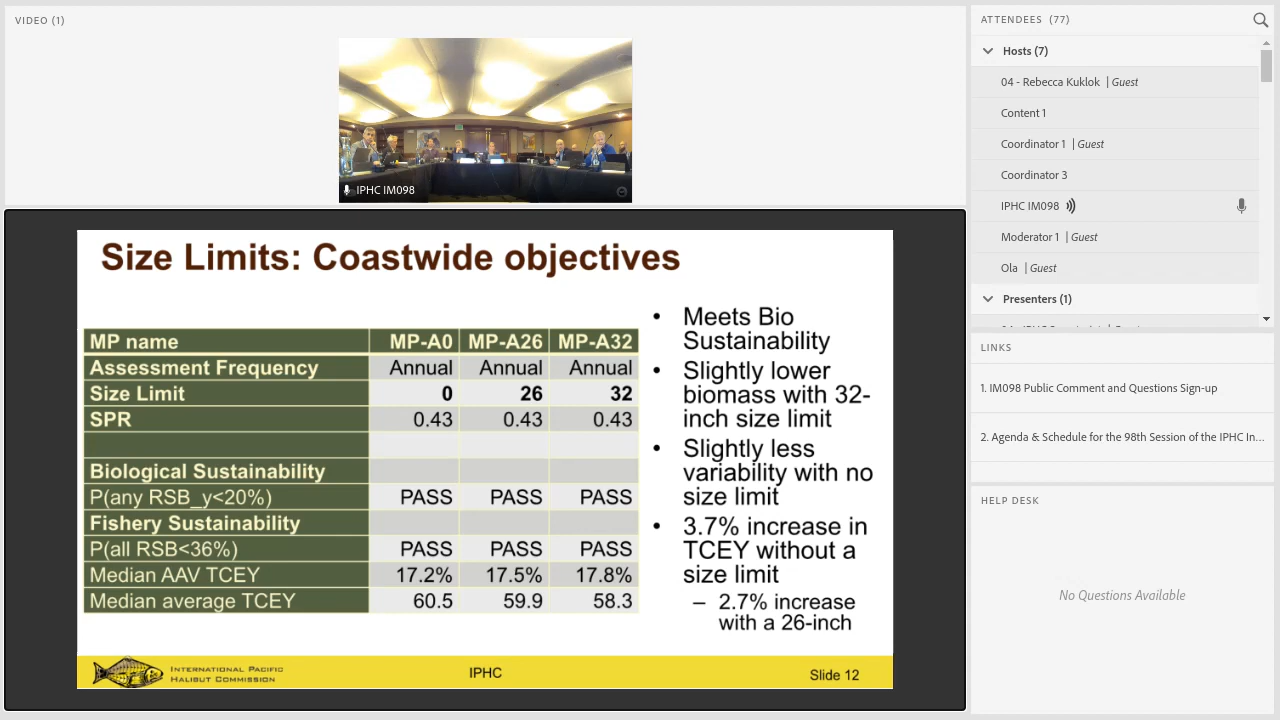 VIDEO (1)
IPHC IM098
Size Limits: Coastwide objectives
MP name MP-A0 MP-A26 MP-A32
Assessment Frequency Annual Annual Annual
Size Limit 0 26 32
SPR 0.43 0.43 0.43
Biological Sustainability
P(any RSB_y<20%) PASS PASS PASS
Fishery Sustainability
P(all RSB<36%) PASS PASS PASS
Median AAV TCEY 17.2% 17.5% 17.8%
Median average TCEY 60.5 59.9 58.3
• Meets Bio
Sustainability
• Slightly lower
biomass with 32-
inch size limit
• Slightly less
variability with no
size limit
• 3.7% increase in
TCEY without a
size limit
– 2.7% increase
with a 26-inch
INTERNATIONAL PACIFIC
HALIBUT COMMISSION
IPHC
Slide 12
ATTENDEES (77)
Hosts (7)
04 - Rebecca Kuklok | Guest
Content 1
Coordinator 1 | Guest
Coordinator 3
IPHC IM098
Moderator 1 | Guest
Ola | Guest
Presenters (1)
LINKS
1. IM098 Public Comment and Questions Sign-up
2. Agenda & Schedule for the 98th Session of the IPHC In...
HELP DESK
No Questions Available